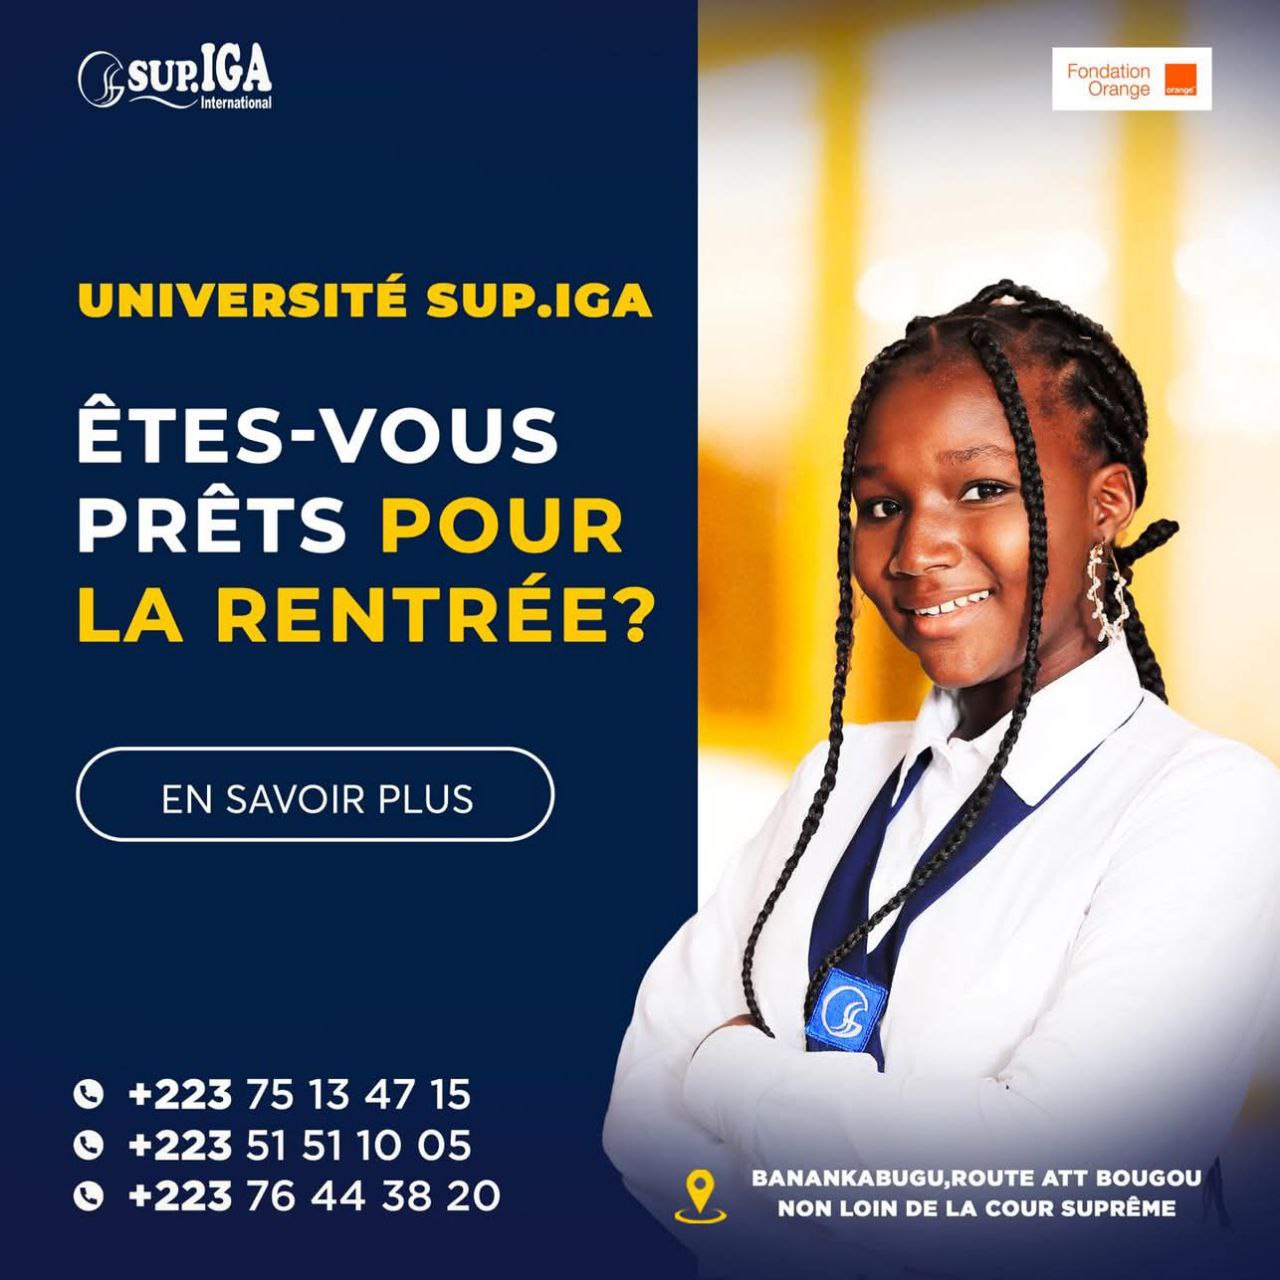 SUP.IGA
International
Fondation
Orange
orange
UNIVERSITÉ SUP.IGA
ÊTES-VOUS
PRÊTS POUR
LA RENTRÉE?
EN SAVOIR PLUS
+223 75 13 47 15
+223 51 51 10 05
+223 76 44 38 20
BANANKABUGU,ROUTE ATT BOUGOU
NON LOIN DE LA COUR SUPRÊME